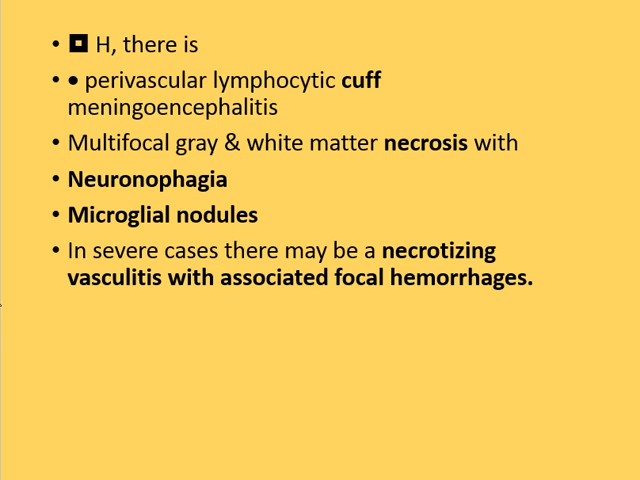 • ◘ H, there is
• • perivascular lymphocytic cuff
meningoencephalitis
• Multifocal gray & white matter necrosis with
• Neuronophagia
• Microglial nodules
• In severe cases there may be a necrotizing
vasculitis with associated focal hemorrhages.